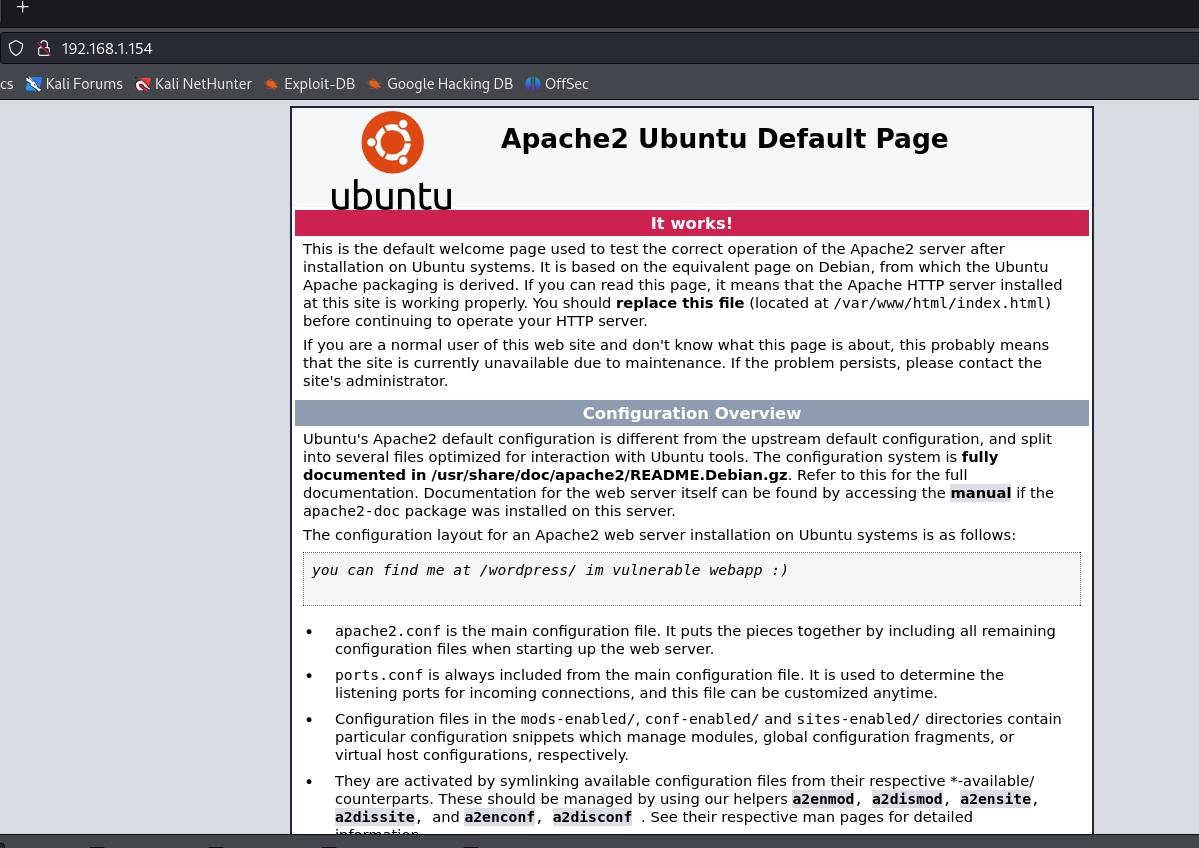 +
192.168.1.154
cs Kali Forums Kali NetHunter Exploit-DB Google Hacking DB OffSec
ubuntu
Apache2 Ubuntu Default Page
It works!
This is the default welcome page used to test the correct operation of the Apache2 server after
installation on Ubuntu systems. It is based on the equivalent page on Debian, from which the Ubuntu
Apache packaging is derived. If you can read this page, it means that the Apache HTTP server installed
at this site is working properly. You should replace this file (located at /var/www/html/index.html)
before continuing to operate your HTTP server.
If you are a normal user of this web site and don't know what this page is about, this probably means
that the site is currently unavailable due to maintenance. If the problem persists, please contact the
site's administrator.
Configuration Overview
Ubuntu's Apache2 default configuration is different from the upstream default configuration, and split
into several files optimized for interaction with Ubuntu tools. The configuration system is fully
documented in /usr/share/doc/apache2/README.Debian.gz. Refer to this for the full
documentation. Documentation for the web server itself can be found by accessing the manual if the
apache2-doc package was installed on this server.
The configuration layout for an Apache2 web server installation on Ubuntu systems is as follows:
you can find me at /wordpress/ im vulnerable webapp :)
• apache2.conf is the main configuration file. It puts the pieces together by including all remaining
configuration files when starting up the web server.
• ports.conf is always included from the main configuration file. It is used to determine the
listening ports for incoming connections, and this file can be customized anytime.
• Configuration files in the mods-enabled/, conf-enabled/ and sites-enabled/ directories contain
particular configuration snippets which manage modules, global configuration fragments, or
virtual host configurations, respectively.
• They are activated by symlinking available configuration files from their respective *-available/
counterparts. These should be managed by using our helpers a2enmod, a2dismod, a2ensite,
a2dissite, and a2enconf, a2disconf . See their respective man pages for detailed
information.